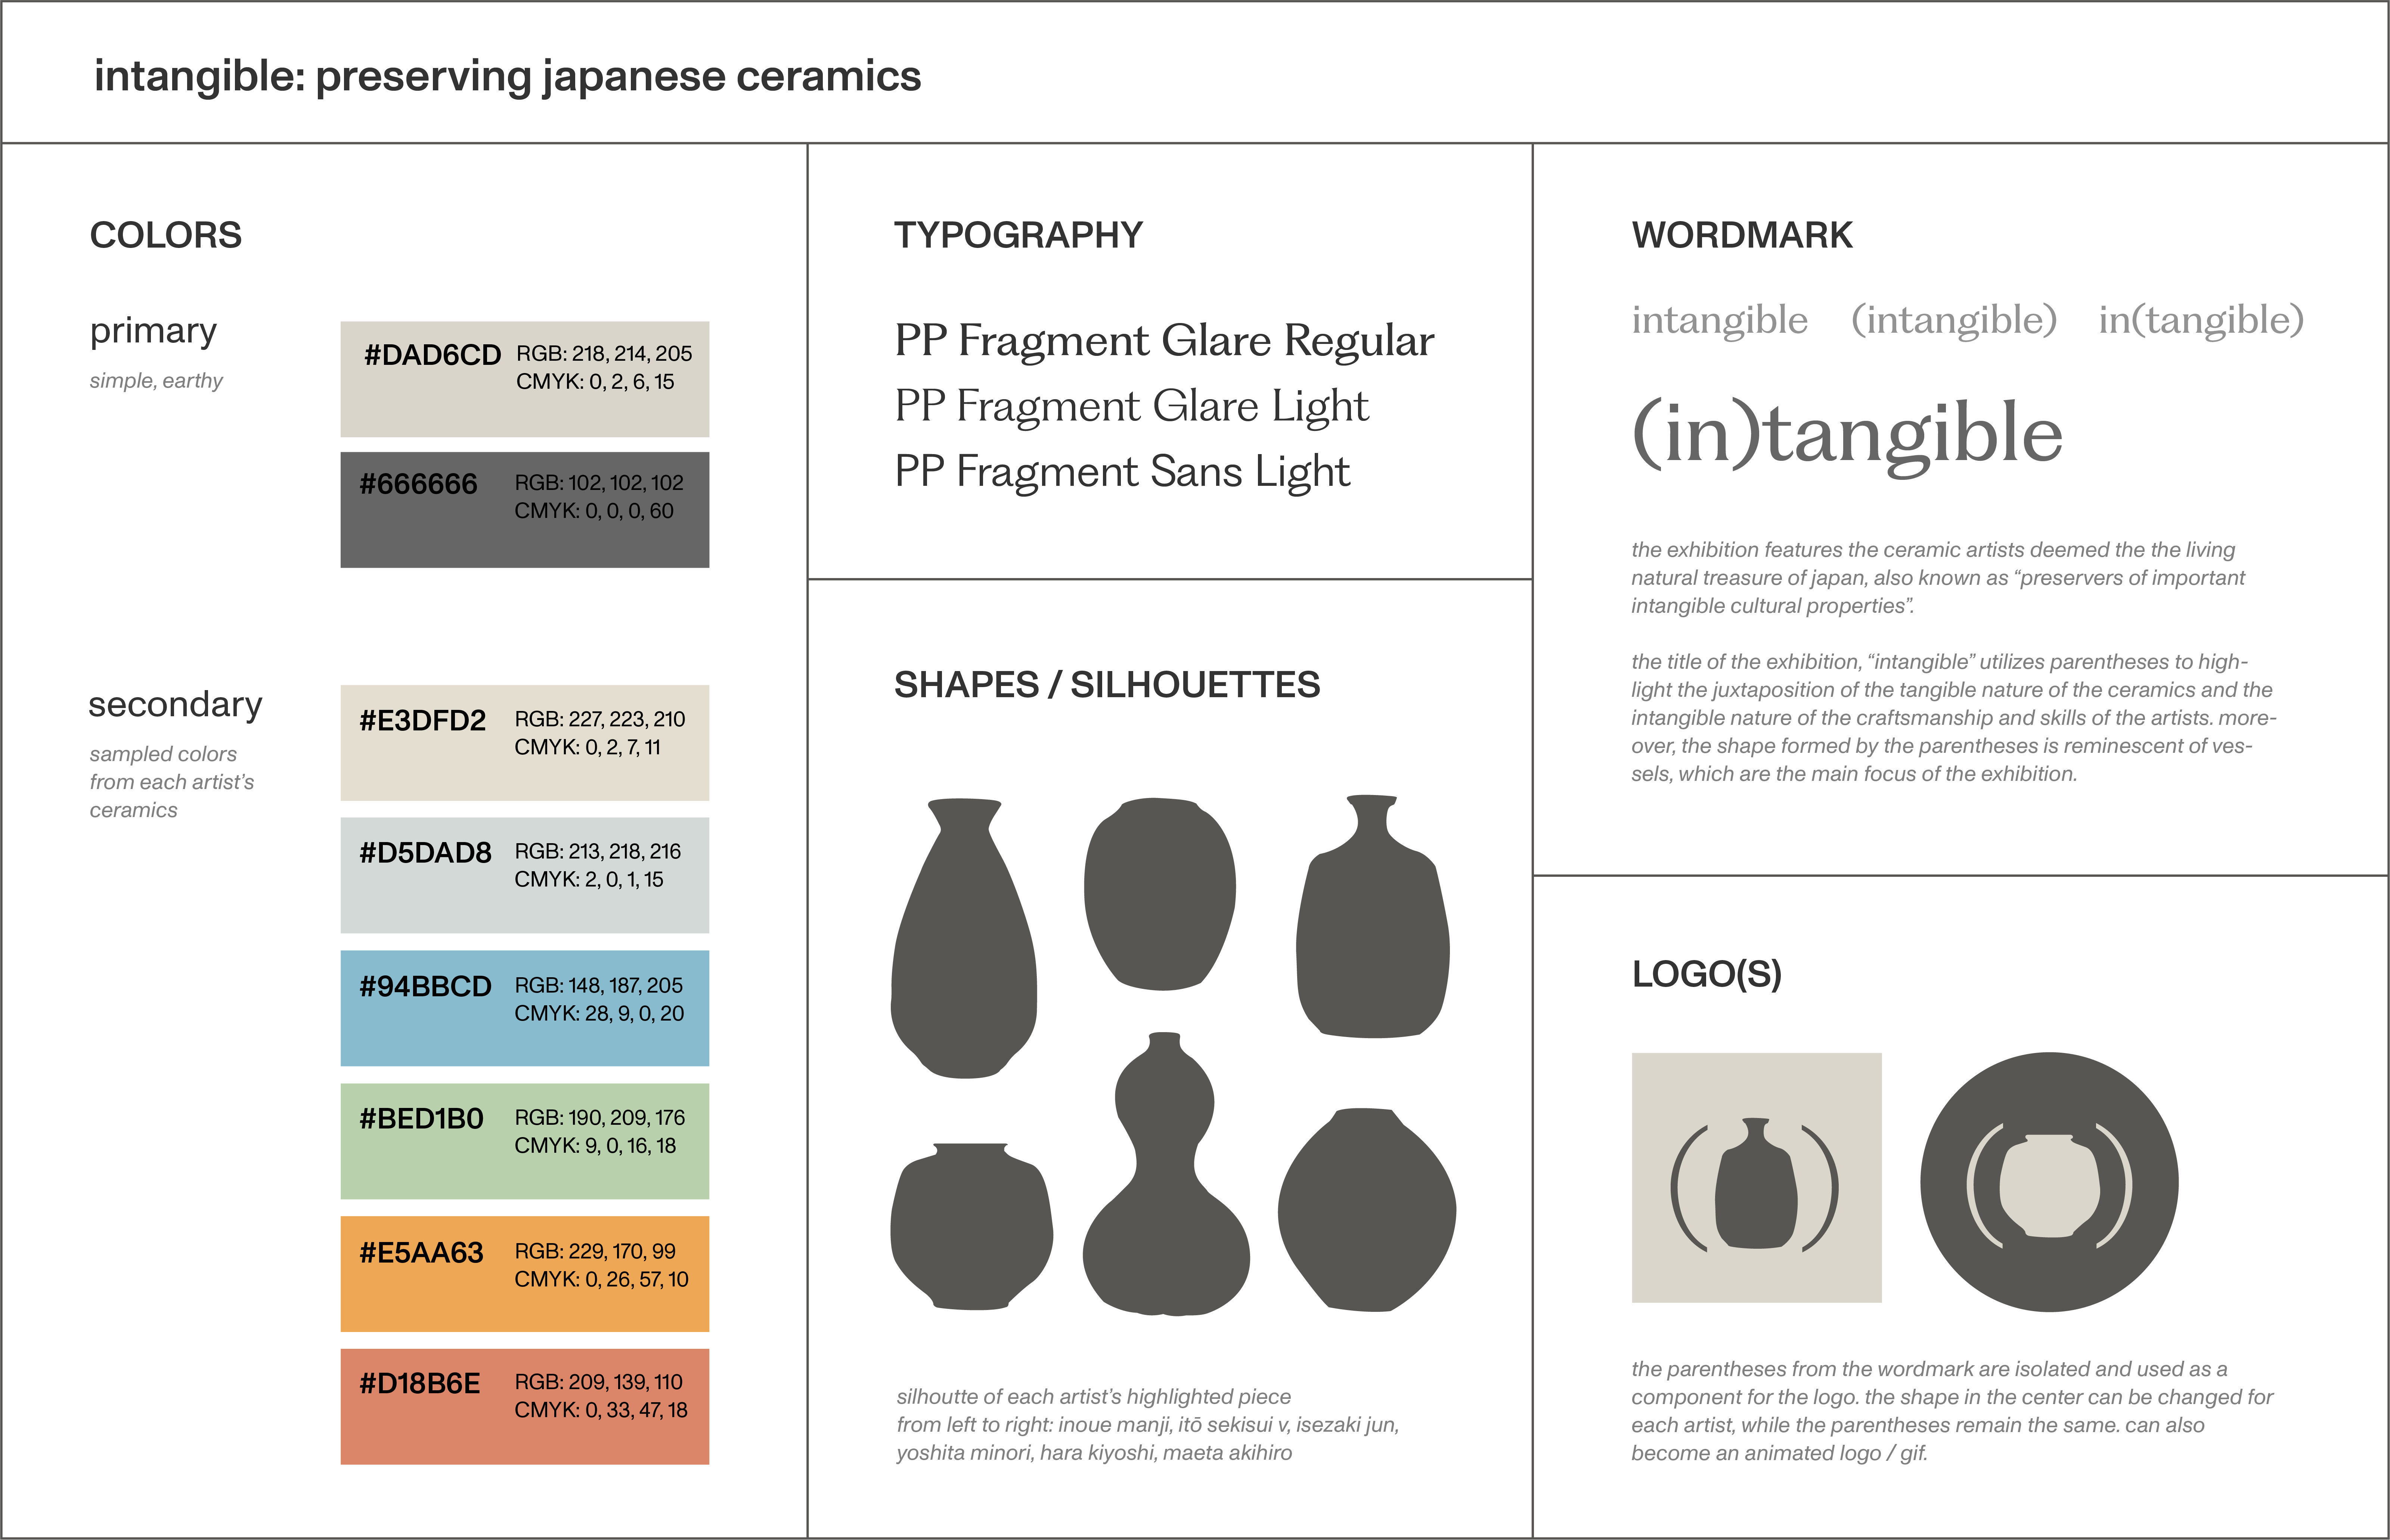 intangible: preserving japanese ceramics
COLORS
primary
simple, earthy
#DAD6CD
RGB: 218, 214, 205
CMYK: 0, 2, 6, 15
#666666
RGB: 102, 102, 102
CMYK: 0, 0, 0, 60
secondary
sampled colors
from each artist's
ceramics
#E3DFD2
RGB: 227, 223, 210
CMYK: 0, 2, 7, 11
#D5DAD8
RGB: 213, 218, 216
CMYK: 2, 0, 1, 15
#94BBCD
RGB: 148, 187, 205
CMYK: 28, 9, 0, 20
#BED1B0
RGB: 190, 209, 176
CMYK: 9, 0, 16, 18
#E5AA63
RGB: 229, 170, 99
CMYK: 0, 26, 57, 10
#D18B6E
RGB: 209, 139, 110
CMYK: 0, 33, 47, 18
TYPOGRAPHY
PP Fragment Glare Regular
PP Fragment Glare Light
PP Fragment Sans Light
SHAPES / SILHOUETTES
silhoutte of each artist's highlighted piece
from left to right: inoue manji, itō sekisui v, isezaki jun,
yoshita minori, hara kiyoshi, maeta akihiro
WORDMARK
intangible (intangible) in(tangible)
(in)tangible
the exhibition features the ceramic artists deemed the the living
natural treasure of japan, also known as “preservers of important
intangible cultural properties”.
the title of the exhibition, “intangible” utilizes parentheses to high-
light the juxtaposition of the tangible nature of the ceramics and the
intangible nature of the craftsmanship and skills of the artists. more-
over, the shape formed by the parentheses is reminescent of ves-
sels, which are the main focus of the exhibition.
LOGO(S)
the parentheses from the wordmark are isolated and used as a
component for the logo. the shape in the center can be changed for
each artist, while the parentheses remain the same. can also
become an animated logo / gif.